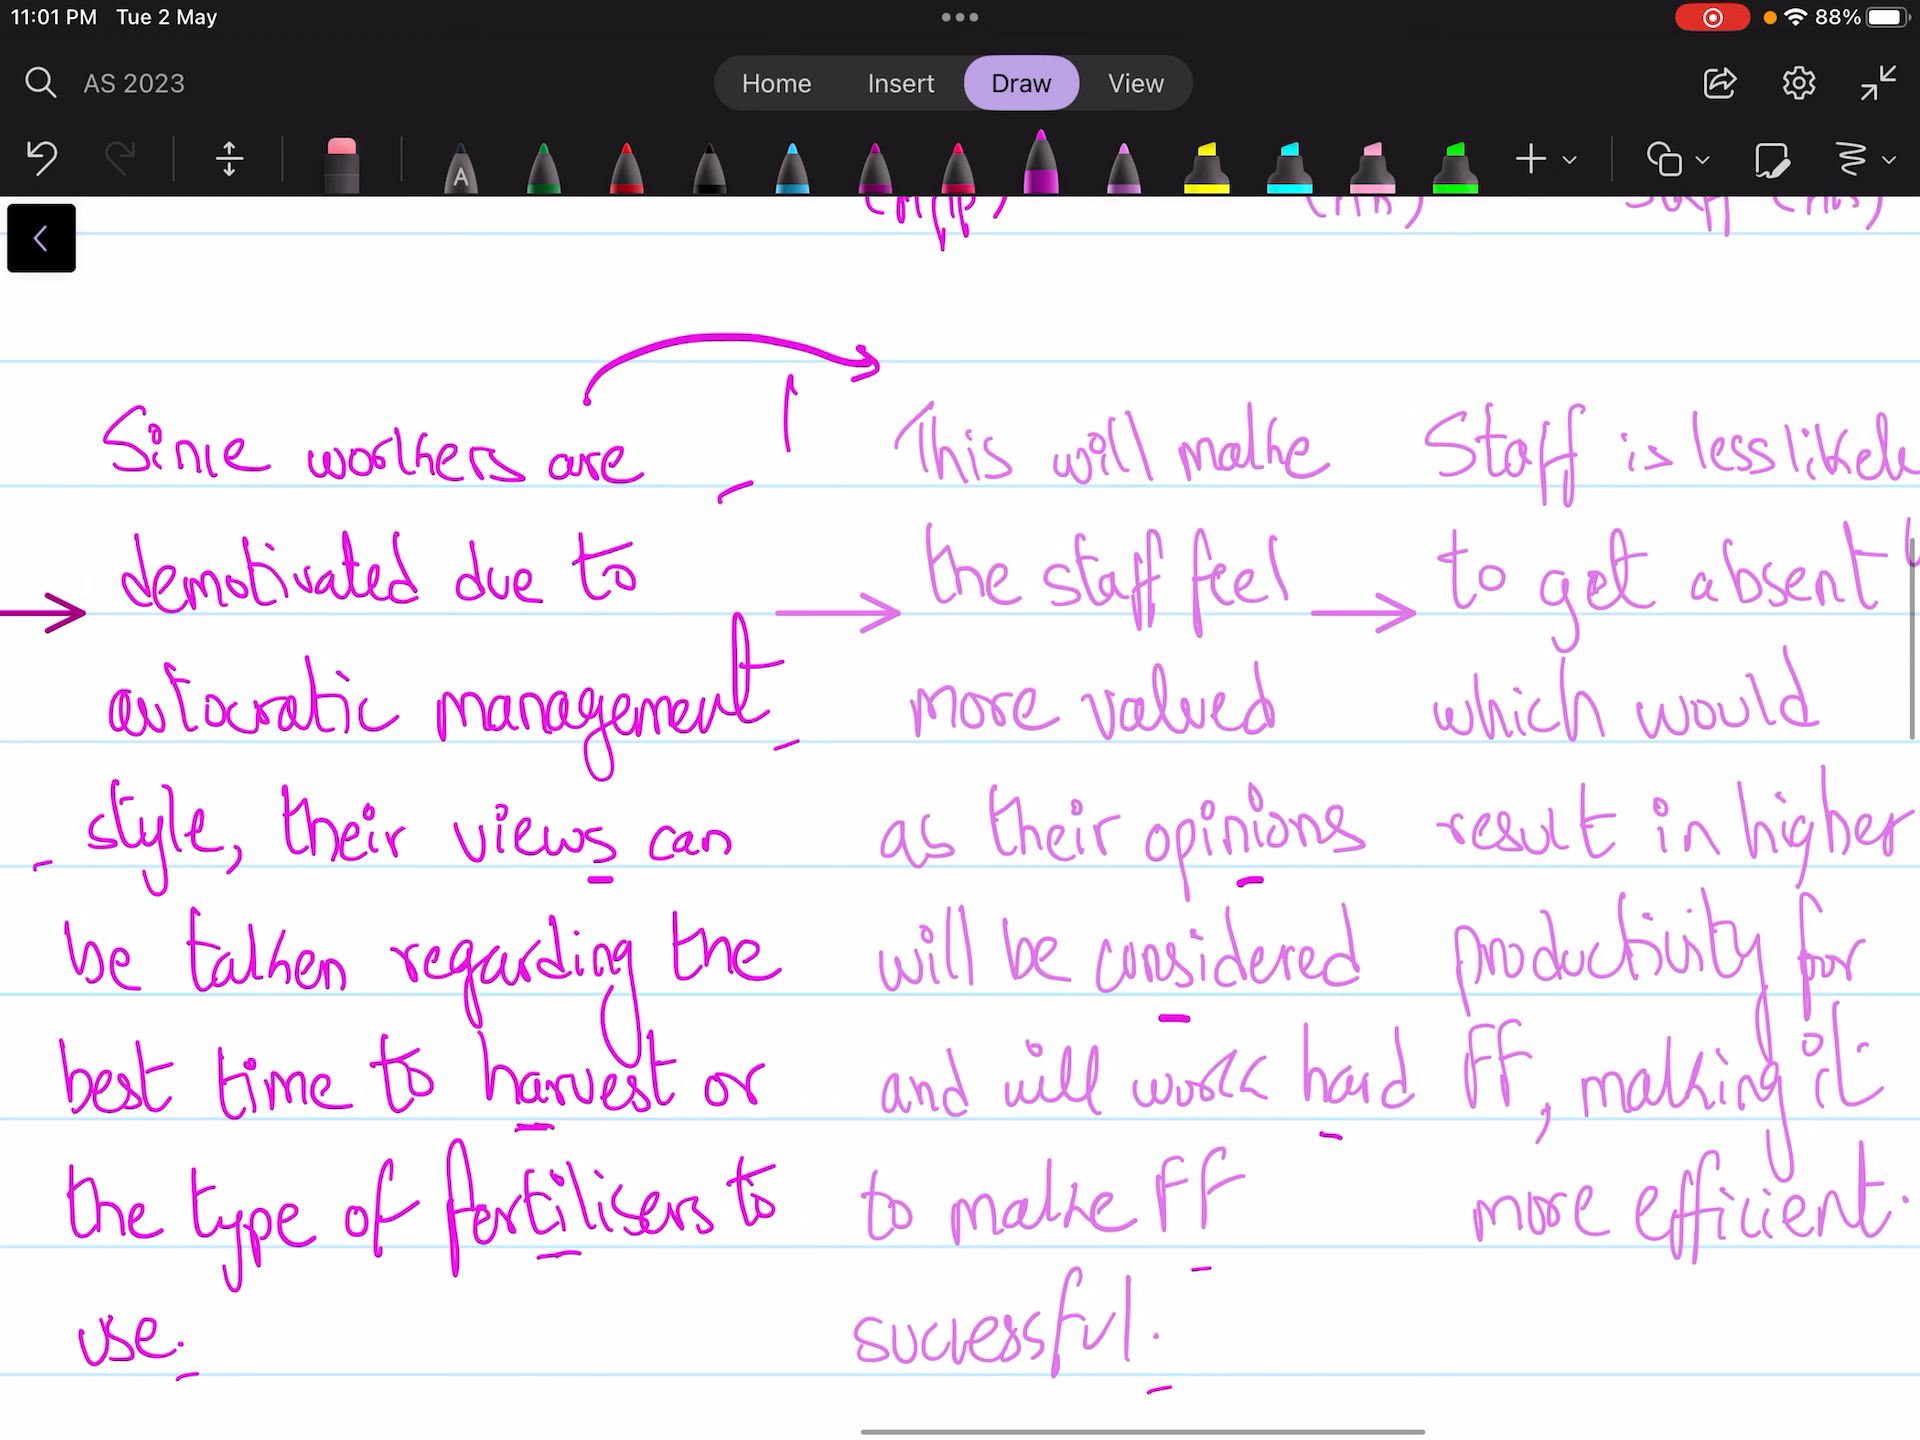 11:01 PM Tue 2 May
88%
AS 2023
Home Insert Draw View
A
(App)
Since workers are
demotivated due to
autocratic management
style, their views can
be taken regarding the
best time to harvest or
the type of fertilisers to
use.
This will make
the staff feel
more valued
as their opinions
will be considered
and will work hard
to make FF
successful.
Staff is less likely
to get absent
which would
result in higher
productivity for
FF, making it
more efficient.